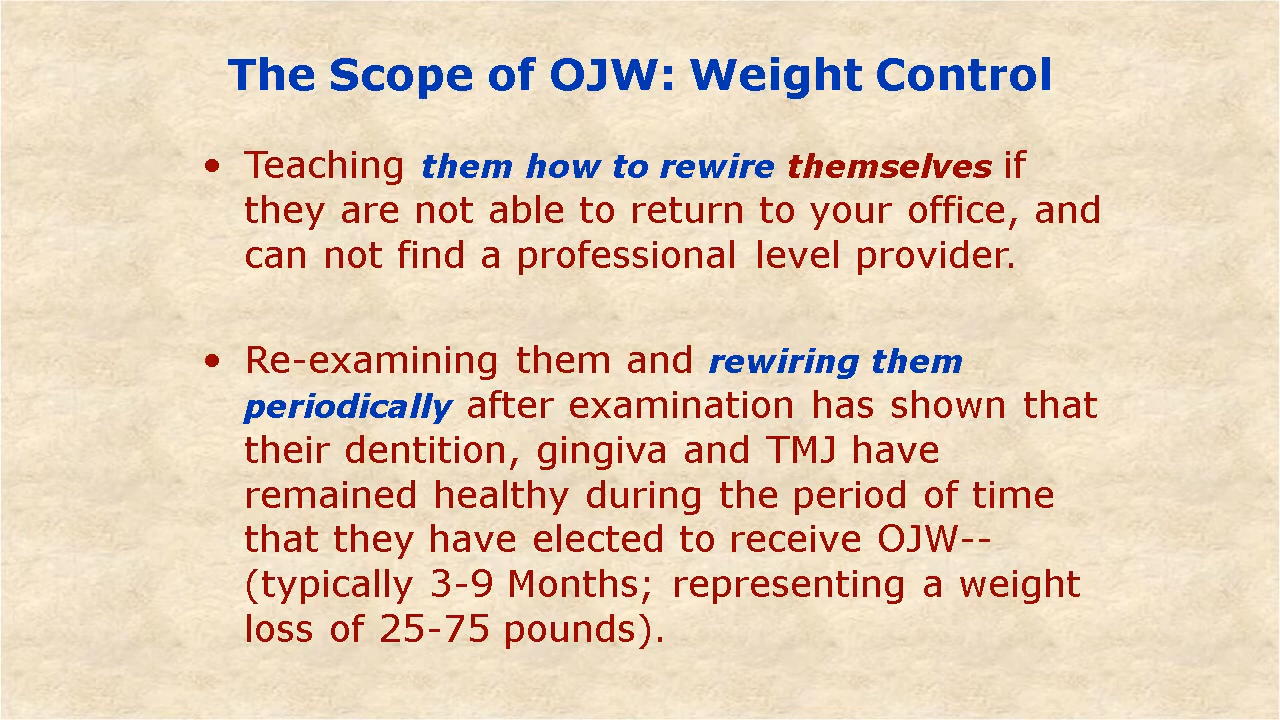 The Scope of OJW: Weight Control
• Teaching them how to rewire themselves if
they are not able to return to your office, and
can not find a professional level provider.
• Re-examining them and rewiring them
periodically after examination has shown that
their dentition, gingiva and TMJ have
remained healthy during the period of time
that they have elected to receive OJW--
(typically 3-9 Months; representing a weight
loss of 25-75 pounds).